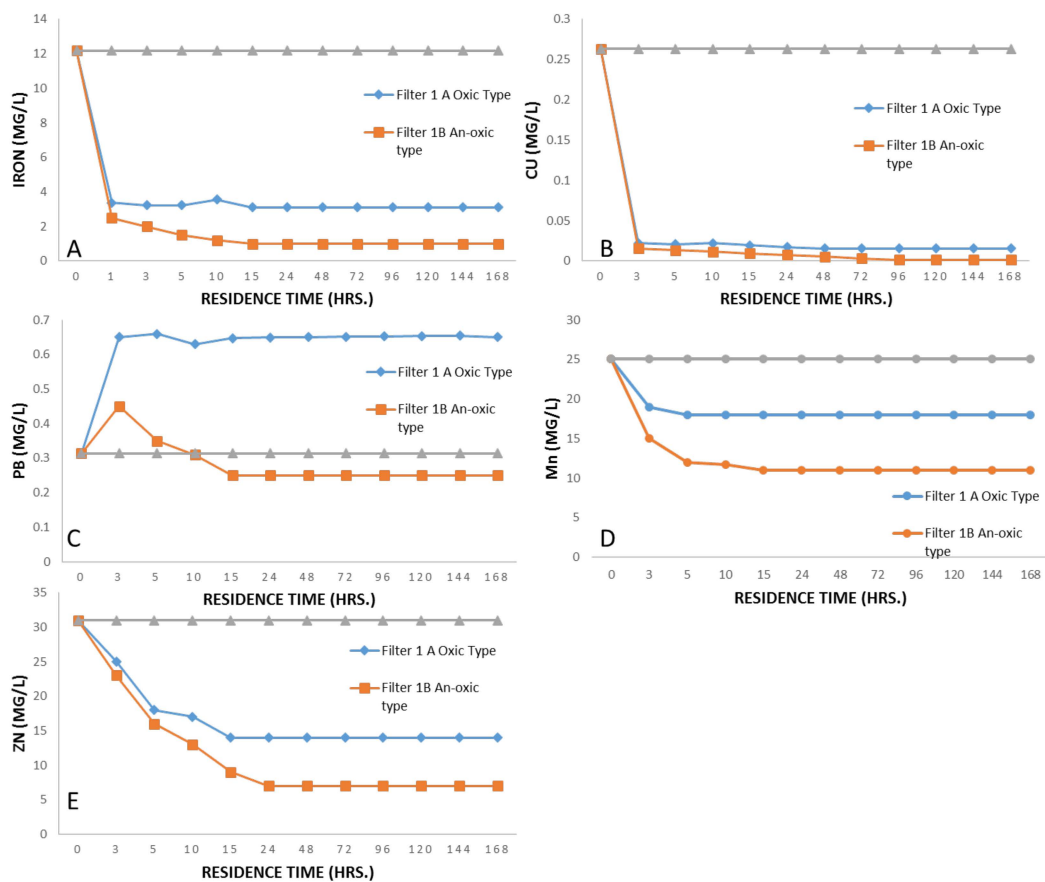 14
12
10
8
6
4
2
0
IRON (MG/L)
Filter 1 A Oxic Type
Filter 1B An-oxic
type
A
0 1 3 5 10 15 24 48 72 96 120 144 168
RESIDENCE TIME (HRS.)
0.3
0.25
0.2
0.15
0.1
0.05
0
CU (MG/L)
Filter 1 A Oxic Type
Filter 1B An-oxic
type
B
0 3 5 10 15 24 48 72 96 120 144 168
RESIDENCE TIME (HRS.)
0.7
0.6
0.5
0.4
0.3
0.2
0.1
0
PB (MG/L)
Filter 1 A Oxic Type
Filter 1B An-oxic
type
C
0 3 5 10 15 24 48 72 96 120 144 168
RESIDENCE TIME (HRS.)
30
25
20
15
10
5
0
Mn (MG/L)
Filter 1 A Oxic Type
Filter 1B An-oxic
type
D
0 3 5 10 15 24 48 72 96 120 144 168
RESIDENCE TIME (HRS.)
35
30
25
20
15
10
5
0
ZN (MG/L)
Filter 1 A Oxic Type
Filter 1B An-oxic
type
E
0 3 5 10 15 24 48 72 96 120 144 168
RESIDENCE TIME (HRS.)